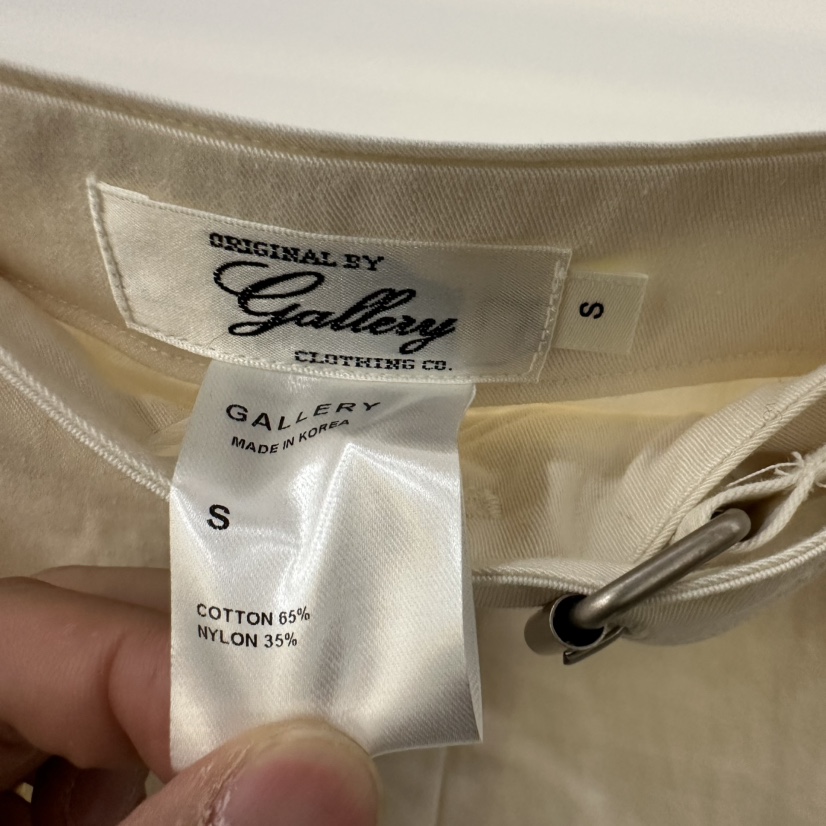 ORIGINAL BY
Gallery
CLOTHING CO.
S
GALLERY
MADE IN KOREA
S
COTTON 65%
NYLON 35%